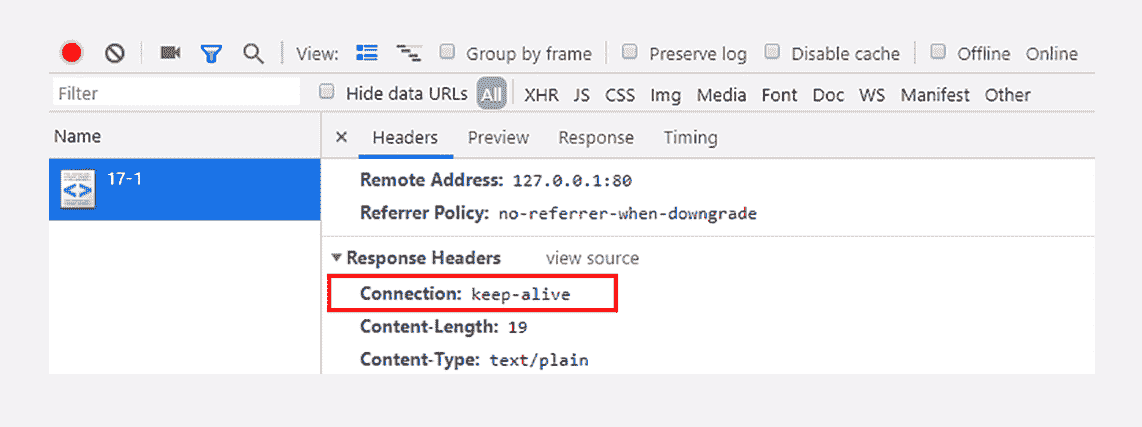 View: Group by frame Preserve log Disable cache Offline Online
Filter Hide data URLs All XHR JS CSS Img Media Font Doc WS Manifest Other
Name × Headers Preview Response Timing
17-1
Remote Address: 127.0.0.1:80
Referrer Policy: no-referrer-when-downgrade
Response Headers view source
Connection: keep-alive
Content-Length: 19
Content-Type: text/plain